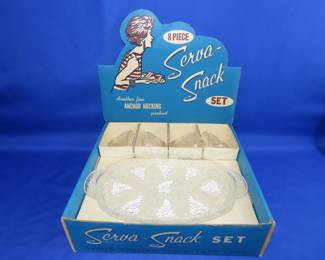 8 PIECE
Serva-
Snack
SET
Another fine
ANCHOR HOCKING
product
Serva-Snack SET